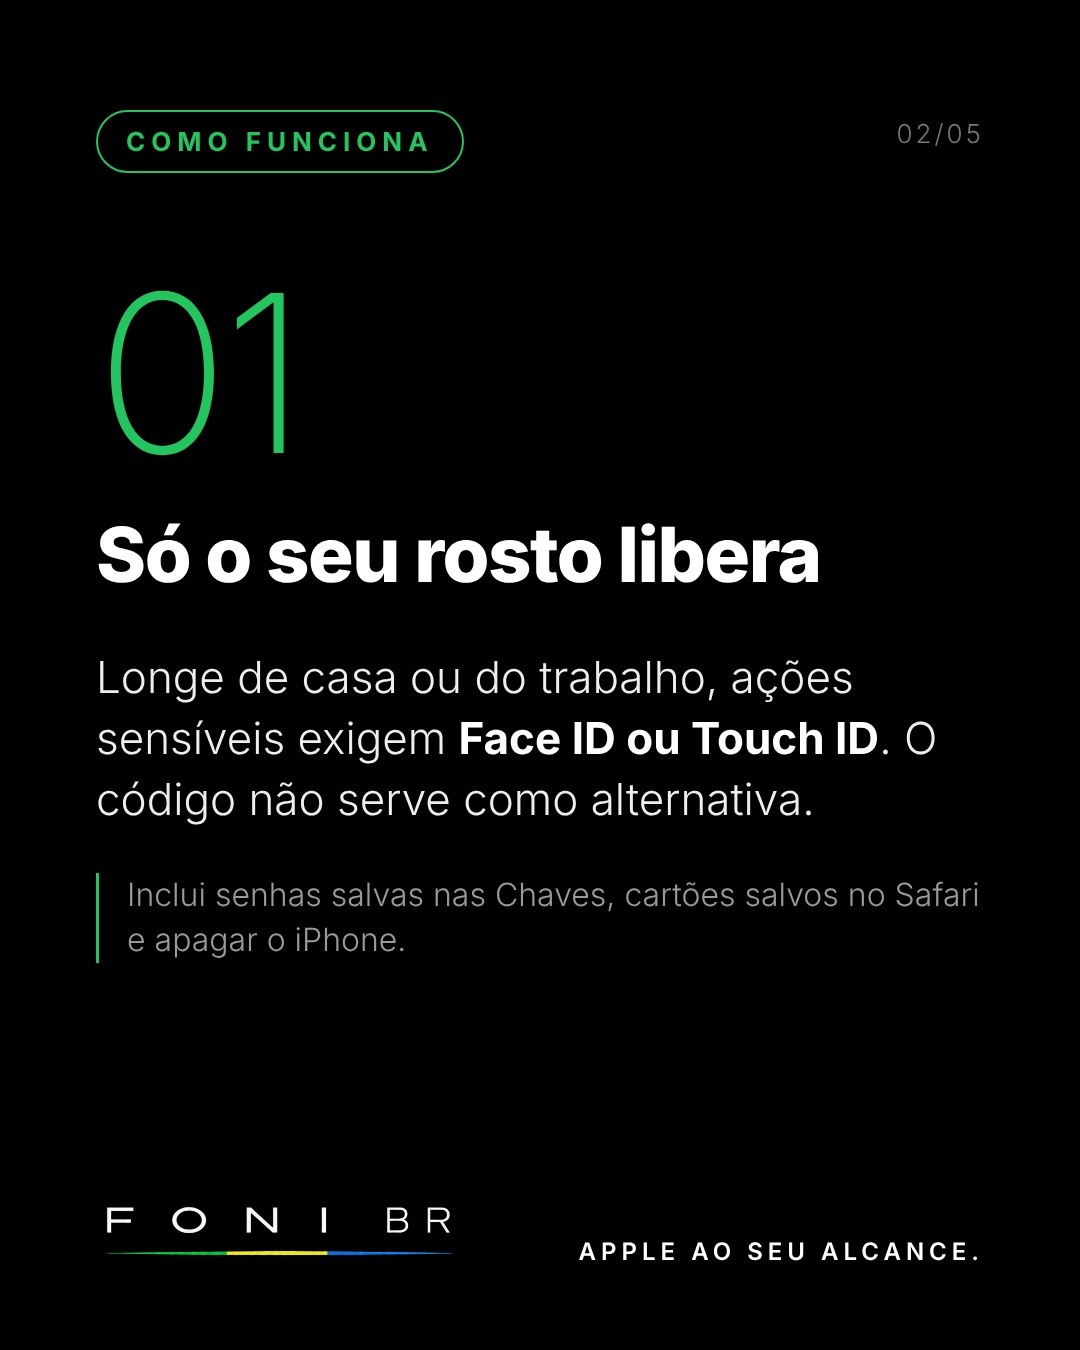 COMO FUNCIONA
02/05
01
Só o seu rosto libera
Longe de casa ou do trabalho, ações
sensíveis exigem Face ID ou Touch ID. O
código não serve como alternativa.
Inclui senhas salvas nas Chaves, cartões salvos no Safari
e apagar o iPhone.
FONI BR
APPLE AO SEU ALCANCE.